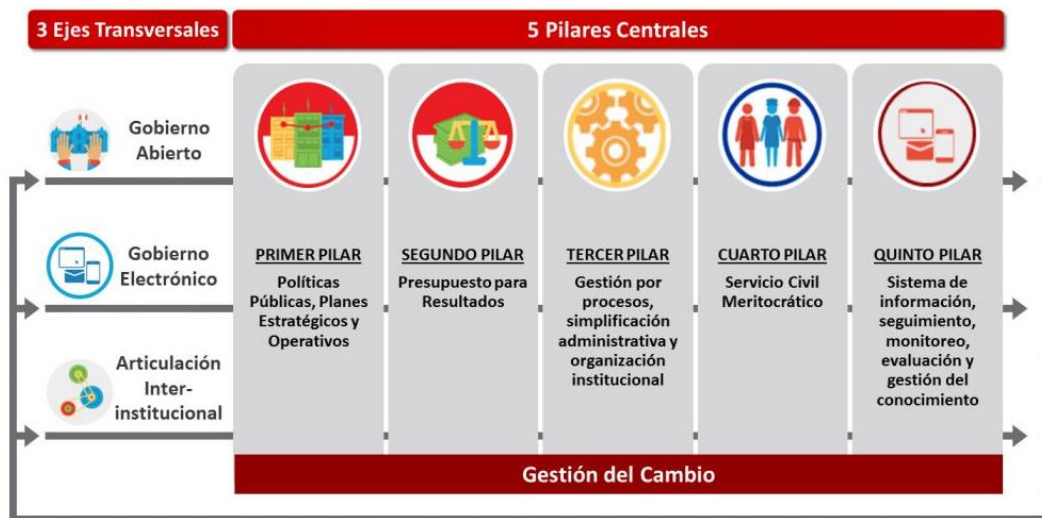 3 Ejes Transversales
5 Pilares Centrales
Gobierno
Abierto
Gobierno
Electrónico
Articulación
Inter-
institucional
PRIMER PILAR
Políticas
Públicas, Planes
Estratégicos y
Operativos
SEGUNDO PILAR
Presupuesto para
Resultados
TERCER PILAR
Gestión por
procesos,
simplificación
administrativa y
organización
institucional
CUARTO PILAR
Servicio Civil
Meritocrático
QUINTO PILAR
Sistema de
información,
seguimiento,
monitoreo,
evaluación y
gestión del
conocimiento
Gestión del Cambio